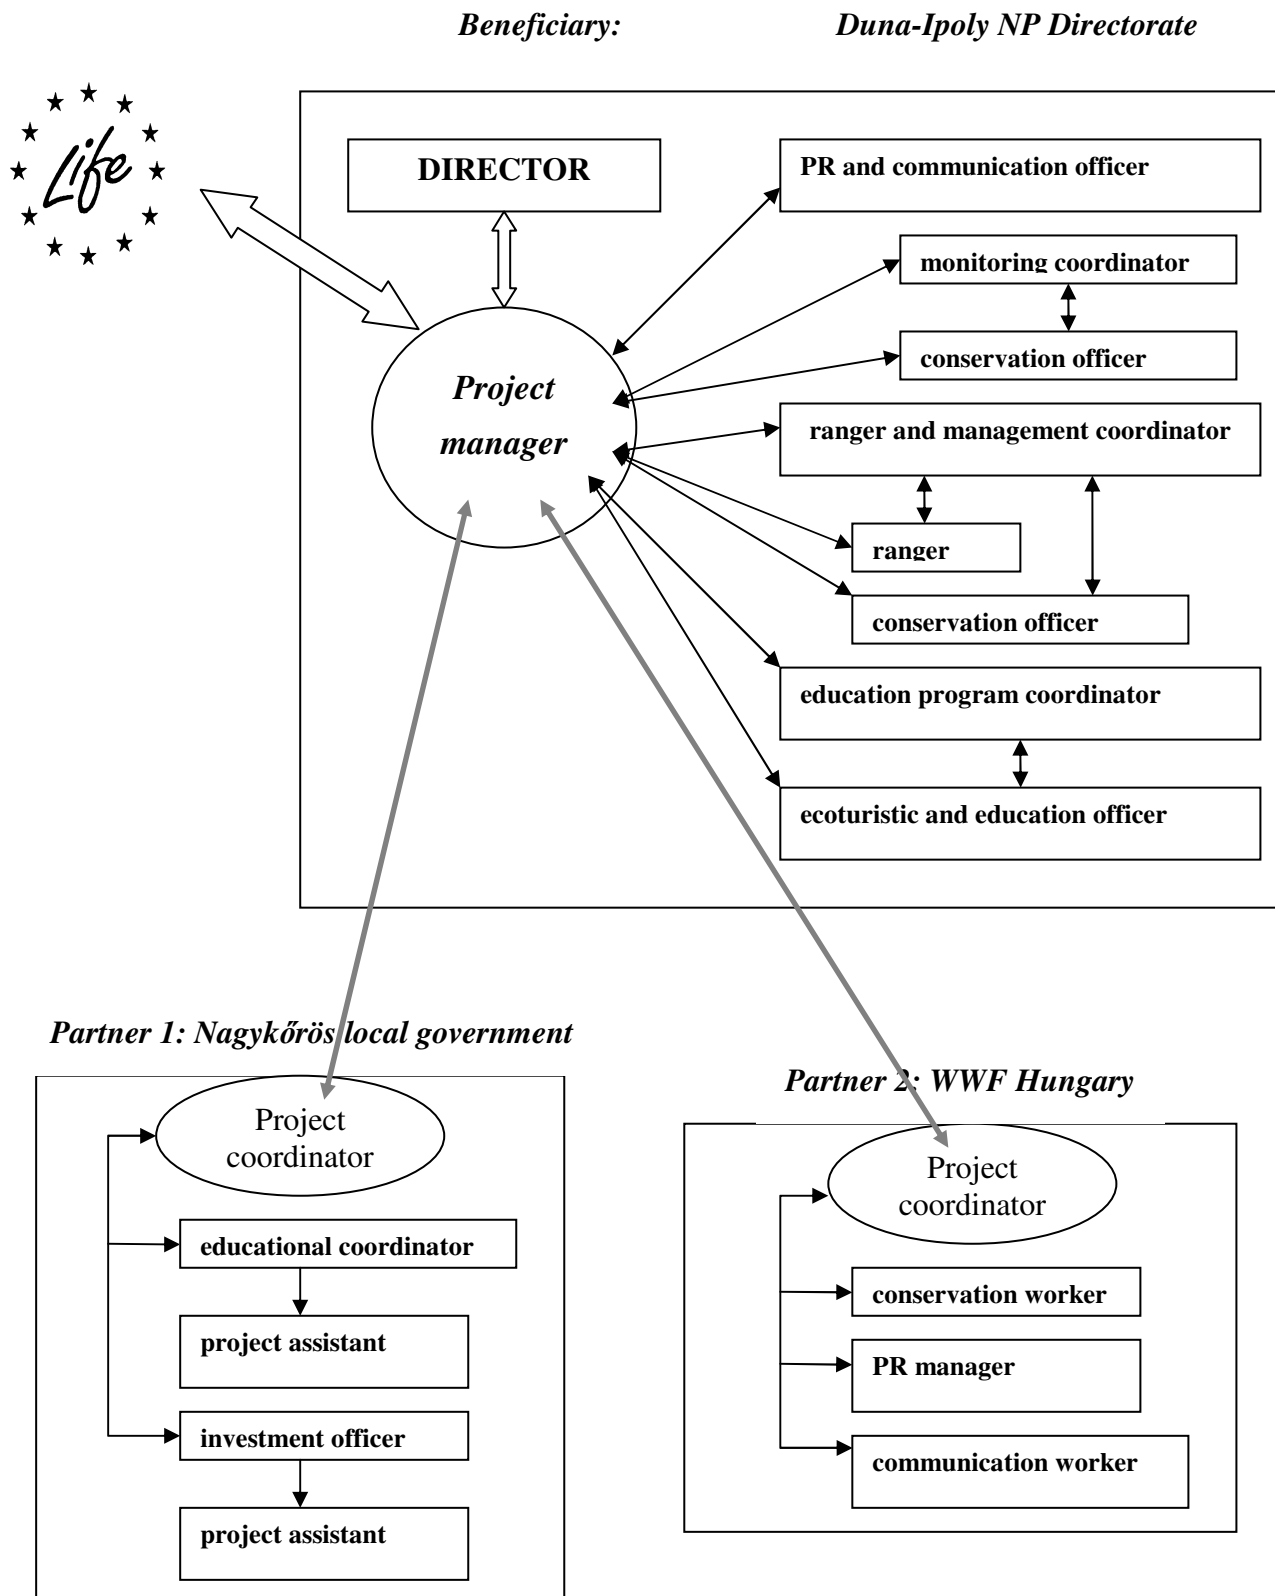 Beneficiary: Duna-Ipoly NP Directorate
Life
DIRECTOR
PR and communication officer
monitoring coordinator
conservation officer
Project
manager
ranger and management coordinator
ranger
conservation officer
education program coordinator
ecoturistic and education officer
Partner 1: Nagykőrös local government
Project
coordinator
educational coordinator
project assistant
investment officer
project assistant
Partner 2: WWF Hungary
Project
coordinator
conservation worker
PR manager
communication worker